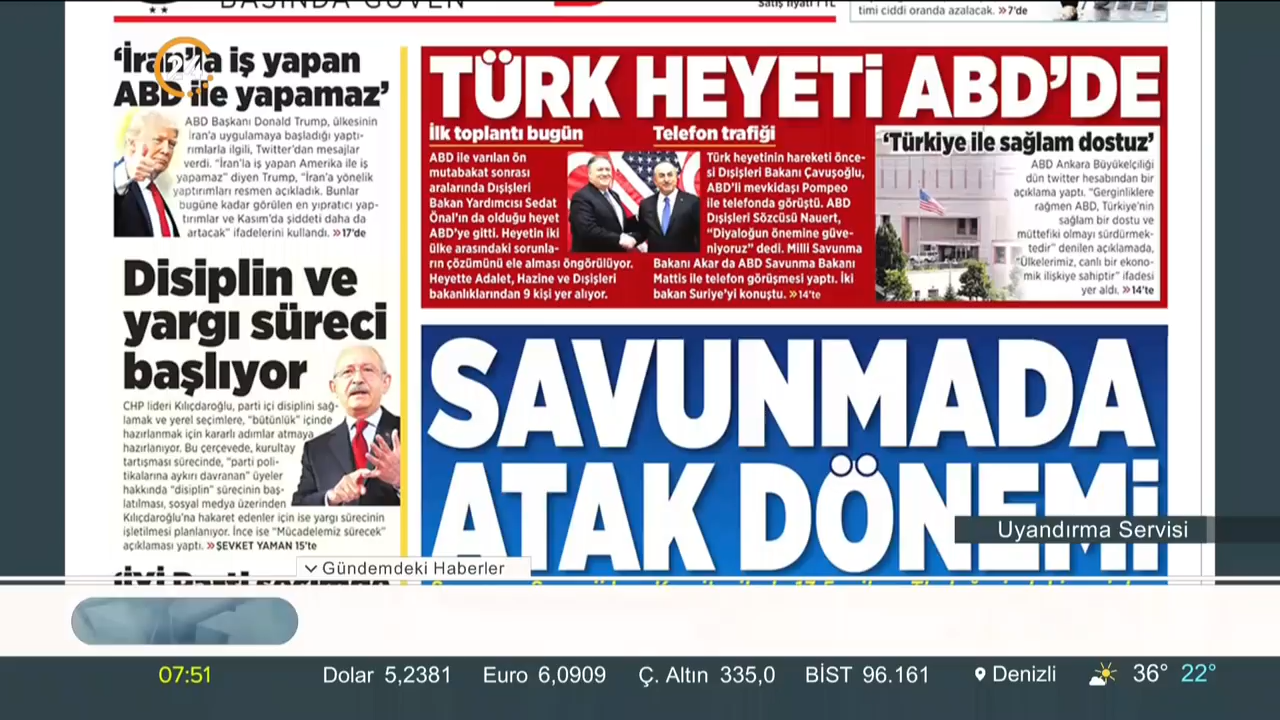 BASINDA GÜVEN
Satış fiyatı 1 TL
timi ciddi oranda azalacak. »7'de
24
‘İran’la iş yapan
ABD ile yapamaz’
ABD Başkanı Donald Trump, ülkesinin
İran’a uygulamaya başladığı yaptı-
rımlarla ilgili, Twitter’dan mesajlar
verdi. “İran’la iş yapan Amerika ile iş
yapamaz” diyen Trump, “İran’a yönelik
yaptırımları resmen açıkladık. Bunlar
bugüne kadar görülen en yıpratıcı yap-
tırımlar ve Kasım’da şiddeti daha da
artacak” ifadelerini kullandı. »17’de
Disiplin ve
yargı süreci
başlıyor
CHP lideri Kılıçdaroğlu, parti içi disiplini sağ-
lamak ve yerel seçimlere, “bütünlük” içinde
hazırlanmak için kararlı adımlar atmaya
hazırlanıyor. Bu çerçevede, kurultay
tartışması sürecinde, “parti poli-
tikalarına aykırı davranan” üyeler
hakkında “disiplin” sürecinin baş-
latılması, sosyal medya üzerinden
Kılıçdaroğlu’na hakaret edenler için ise yargı sürecinin
işletilmesi planlanıyor. İnce ise “Mücadelemiz sürecek”
açıklaması yaptı. »ŞEVKET YAMAN 15’te
TÜRK HEYETİ ABD’DE
İlk toplantı bugün
ABD ile varılan ön
mutabakat sonrası
aralarında Dışişleri
Bakan Yardımcısı Sedat
Önal’ın da olduğu heyet
ABD’ye gitti. Heyetin iki
ülke arasındaki sorunla-
rın çözümünü ele alması öngörülüyor.
Heyette Adalet, Hazine ve Dışişleri
bakanlıklarından 9 kişi yer alıyor.
Telefon trafiği
Türk heyetinin hareketi önce-
si Dışişleri Bakanı Çavuşoğlu,
ABD’li mevkidaşı Pompeo
ile telefonda görüştü. ABD
Dışişleri Sözcüsü Nauert,
“Diyaloğun önemine güve-
niyoruz” dedi. Milli Savunma
Bakanı Akar da ABD Savunma Bakanı
Mattis ile telefon görüşmesi yaptı. İki
bakan Suriye’yi konuştu. »14’te
‘Türkiye ile sağlam dostuz’
ABD Ankara Büyükelçiliği
dün twitter hesabından bir
açıklama yaptı. “Gerginliklere
rağmen ABD, Türkiye’nin
sağlam bir dostu ve
müttefiki olmayı sürdürmek-
tedir” denilen açıklamada,
“Ülkelerimiz, canlı bir ekono-
mik ilişkiye sahiptir” ifadesi
yer aldı. »14’te
SAVUNMADA
ATAK DÖNEMİ
Uyandırma Servisi
Gündemdeki Haberler
07:51 Dolar 5,2381 Euro 6,0909 Ç. Altın 335,0 BİST 96.161 Denizli 36° 22°